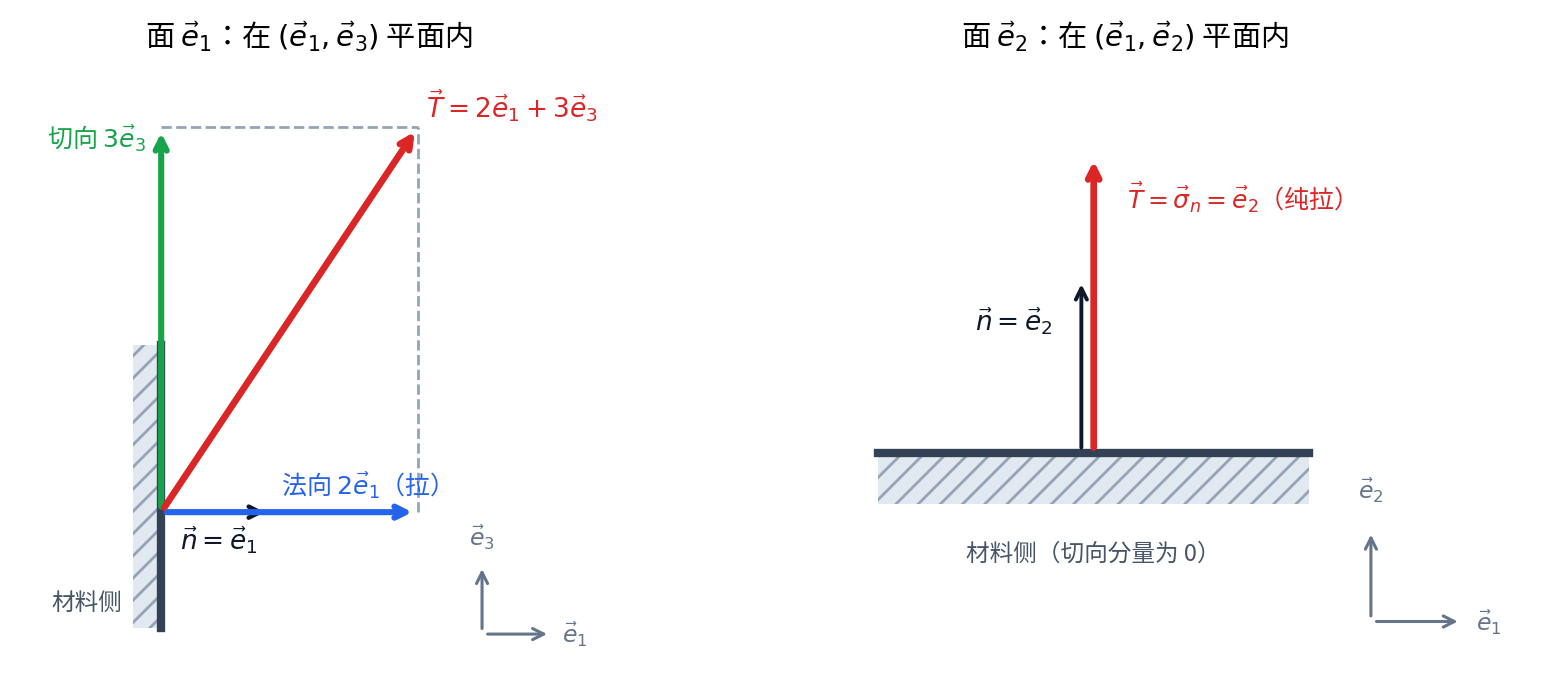 面 $\vec{e}_1$：在 $(\vec{e}_1, \vec{e}_3)$ 平面内
$\vec{T} = 2\vec{e}_1 + 3\vec{e}_3$
切向 $3\vec{e}_3$
法向 $2\vec{e}_1$（拉）
$\vec{n} = \vec{e}_1$
材料侧
$\vec{e}_3$
$\vec{e}_1$
面 $\vec{e}_2$：在 $(\vec{e}_1, \vec{e}_2)$ 平面内
$\vec{T} = \vec{\sigma}_n = \vec{e}_2$（纯拉）
$\vec{n} = \vec{e}_2$
材料侧（切向分量为 0）
$\vec{e}_2$
$\vec{e}_1$